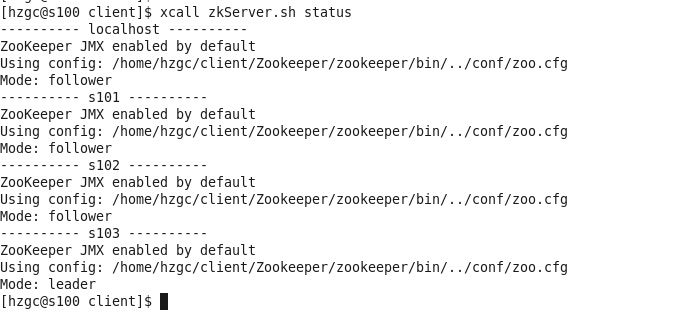 [hzgc@s100 client]$ xcall zkServer.sh status
---------- localhost ----------
ZooKeeper JMX enabled by default
Using config: /home/hzgc/client/Zookeeper/zookeeper/bin/../conf/zoo.cfg
Mode: follower
---------- s101 ----------
ZooKeeper JMX enabled by default
Using config: /home/hzgc/client/Zookeeper/zookeeper/bin/../conf/zoo.cfg
Mode: follower
---------- s102 ----------
ZooKeeper JMX enabled by default
Using config: /home/hzgc/client/Zookeeper/zookeeper/bin/../conf/zoo.cfg
Mode: follower
---------- s103 ----------
ZooKeeper JMX enabled by default
Using config: /home/hzgc/client/Zookeeper/zookeeper/bin/../conf/zoo.cfg
Mode: leader
[hzgc@s100 client]$